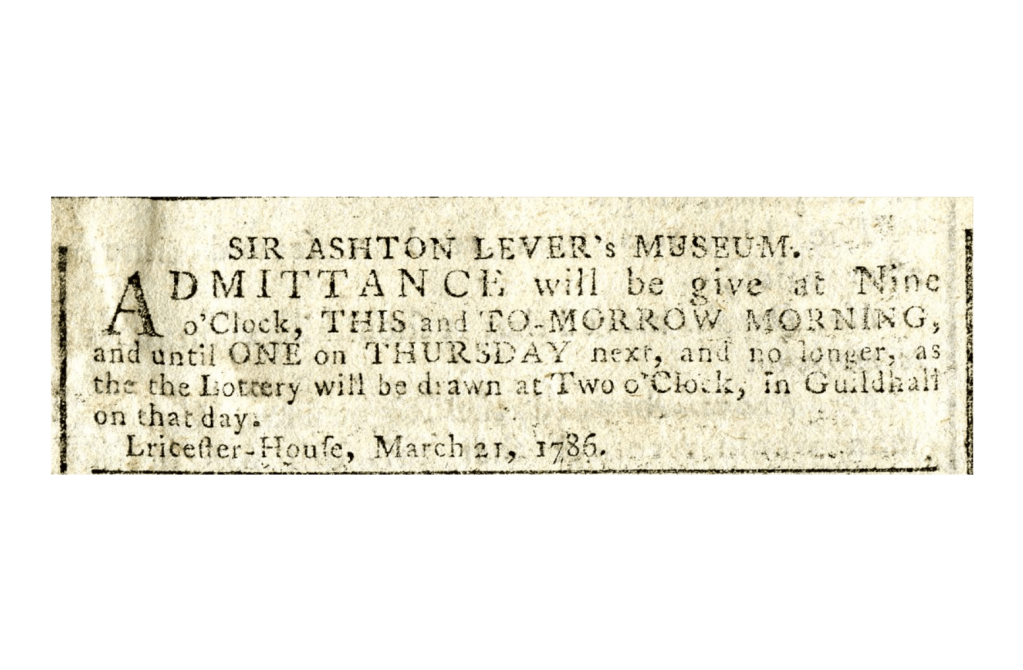 SIR ASHTON LEVER's MUSEUM.
ADMITTANCE will be give at Nine
o'Clock, THIS and TO-MORROW MORNING,
and until ONE on THURSDAY next, and no longer, as
the the Lottery will be drawn at Two o'Clock, in Guildhall
on that day.
Lriceſter-Houſe, March 21, 1786.